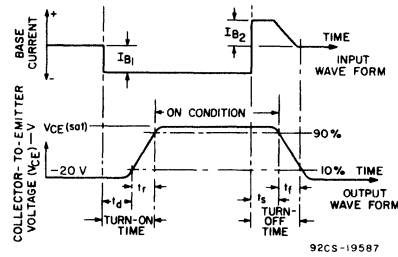 +
BASE
CURRENT
-
IB1
IB2
TIME
INPUT
WAVE FORM
COLLECTOR-TO-EMITTER
VOLTAGE (VCE) — V
VCE (sat)
ON CONDITION
90%
-20 V
10% TIME
OUTPUT
WAVE FORM
td
tr
ts
tf
TURN-ON
TIME
TURN-
OFF
TIME
92CS-19587